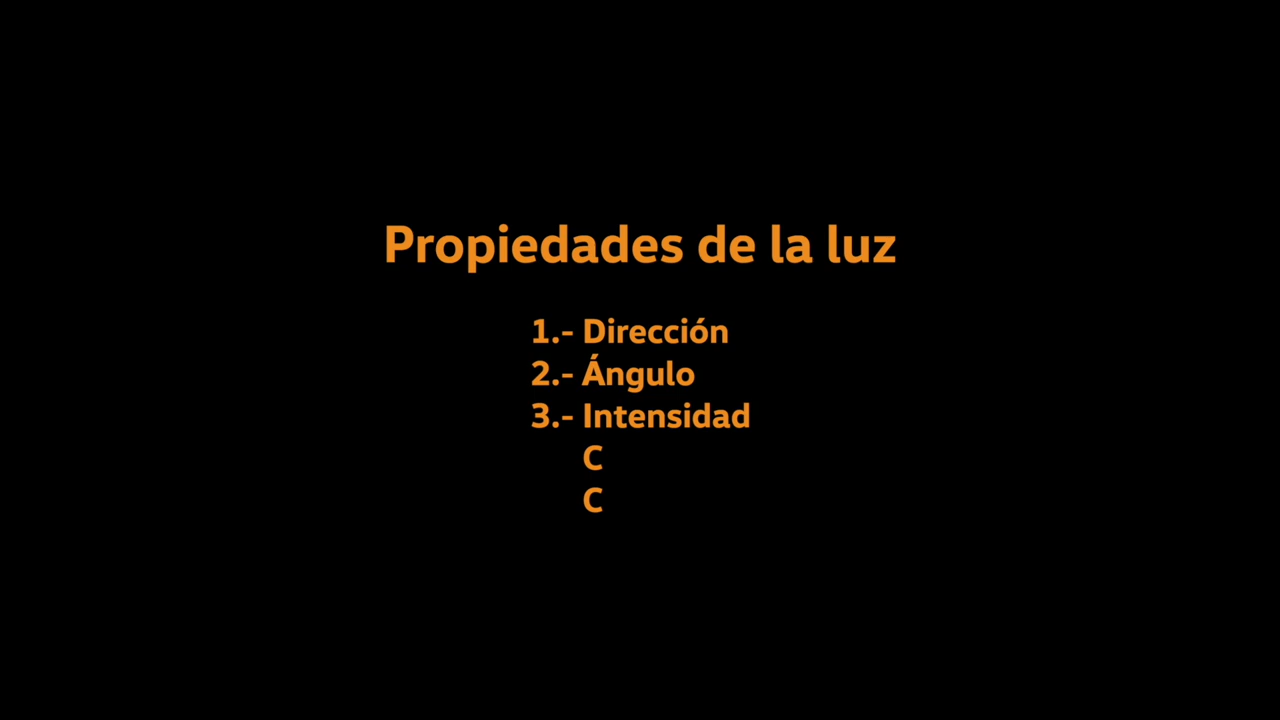 Propiedades de la luz
1.- Dirección
2.- Ángulo
3.- Intensidad
C
C